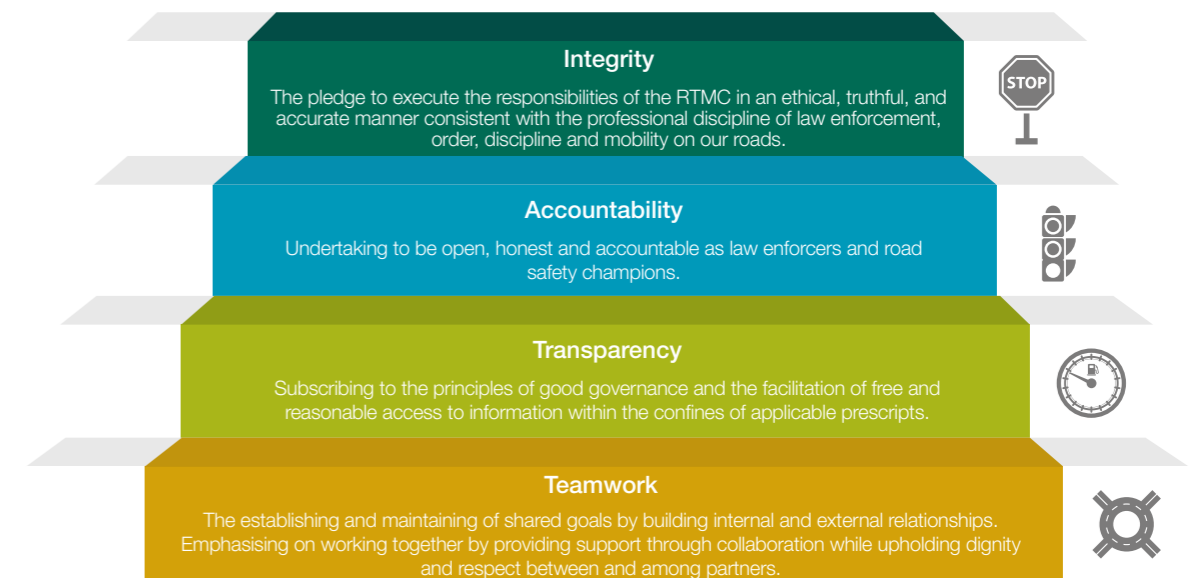 Integrity
The pledge to execute the responsibilities of the RTMC in an ethical, truthful, and
accurate manner consistent with the professional discipline of law enforcement,
order, discipline and mobility on our roads.
STOP
Accountability
Undertaking to be open, honest and accountable as law enforcers and road
safety champions.
Transparency
Subscribing to the principles of good governance and the facilitation of free and
reasonable access to information within the confines of applicable prescripts.
Teamwork
The establishing and maintaining of shared goals by building internal and external relationships.
Emphasising on working together by providing support through collaboration while upholding dignity
and respect between and among partners.